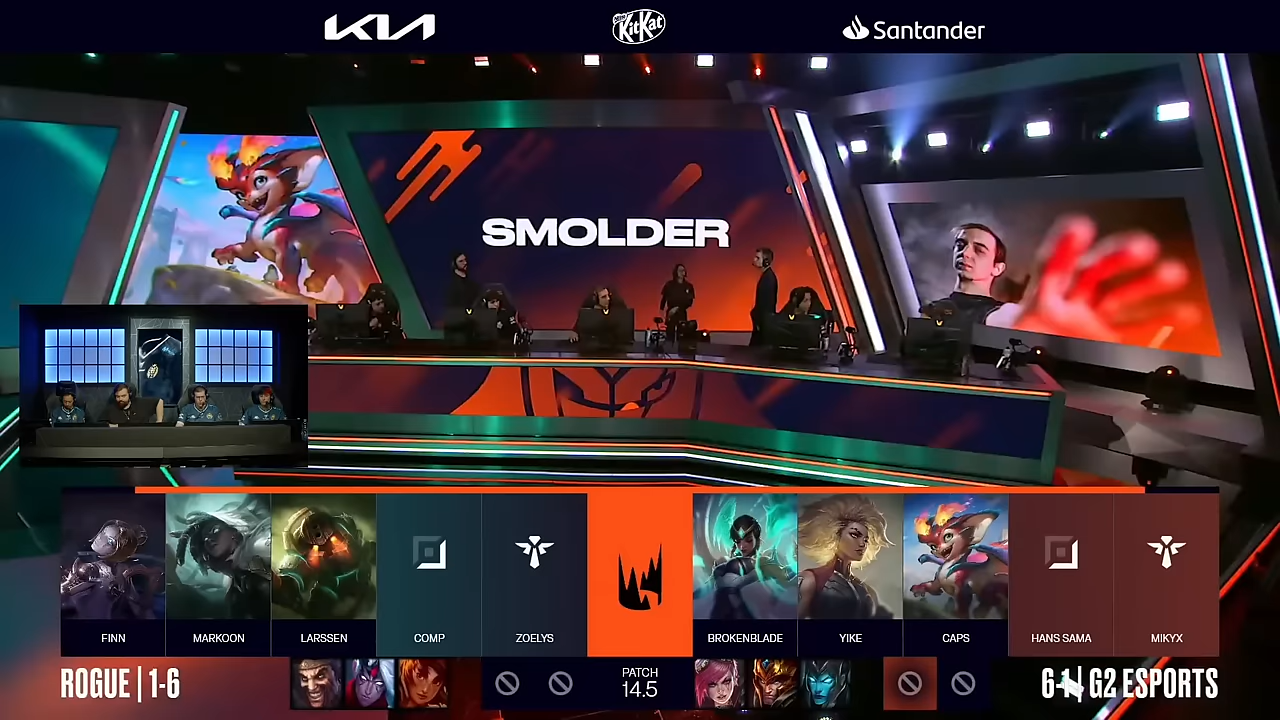 KIA
Nestlé
KitKat
Santander
SMOLDER
FINN
MARKOON
LARSSEN
COMP
ZOELYS
BROKENBLADE
YIKE
CAPS
HANS SAMA
MIKYX
ROGUE | 1-6
PATCH
14.5
6-1 | G2 ESPORTS